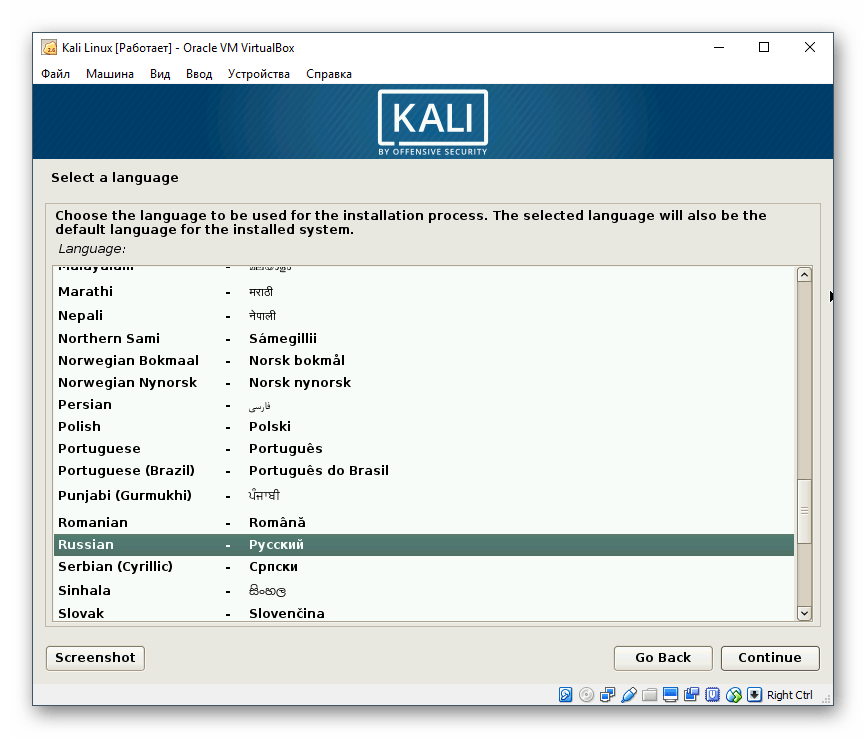 Kali Linux [Работает] - Oracle VM VirtualBox
Файл Машина Вид Ввод Устройства Справка
KALI
BY OFFENSIVE SECURITY
Select a language
Choose the language to be used for the installation process. The selected language will also be the
default language for the installed system.
Language:
Malayalam - മലയാളം
Marathi - मराठी
Nepali - नेपाली
Northern Sami - Sámegillii
Norwegian Bokmaal - Norsk bokmål
Norwegian Nynorsk - Norsk nynorsk
Persian - فارسی
Polish - Polski
Portuguese - Português
Portuguese (Brazil) - Português do Brasil
Punjabi (Gurmukhi) - ਪੰਜਾਬੀ
Romanian - Română
Russian - Русский
Serbian (Cyrillic) - Српски
Sinhala - සිංහල
Slovak - Slovenčina
Screenshot Go Back Continue
Right Ctrl